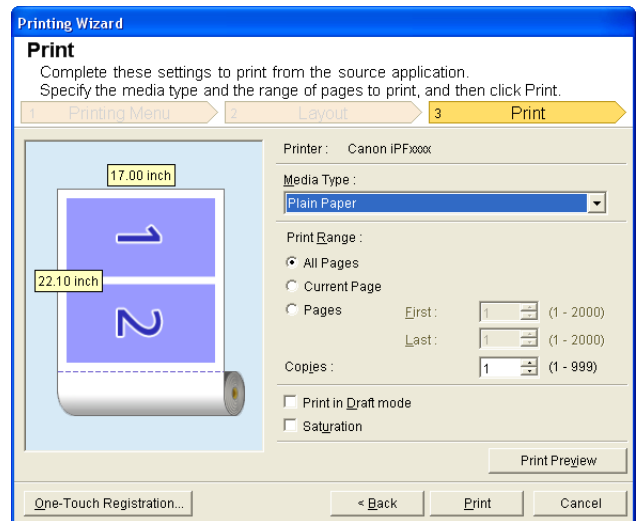 Printing Wizard
Print
Complete these settings to print from the source application.
Specify the media type and the range of pages to print, and then click Print.
1 Printing Menu 2 Layout 3 Print
Printer : Canon iPFxxxx
17.00 inch
Media Type :
Plain Paper
1
Print Range :
All Pages
22.10 inch
Current Page
Pages First : 1 (1 - 2000)
2
Last : 1 (1 - 2000)
Copies : 1 (1 - 999)
Print in Draft mode
Saturation
Print Preview
One-Touch Registration... < Back Print Cancel